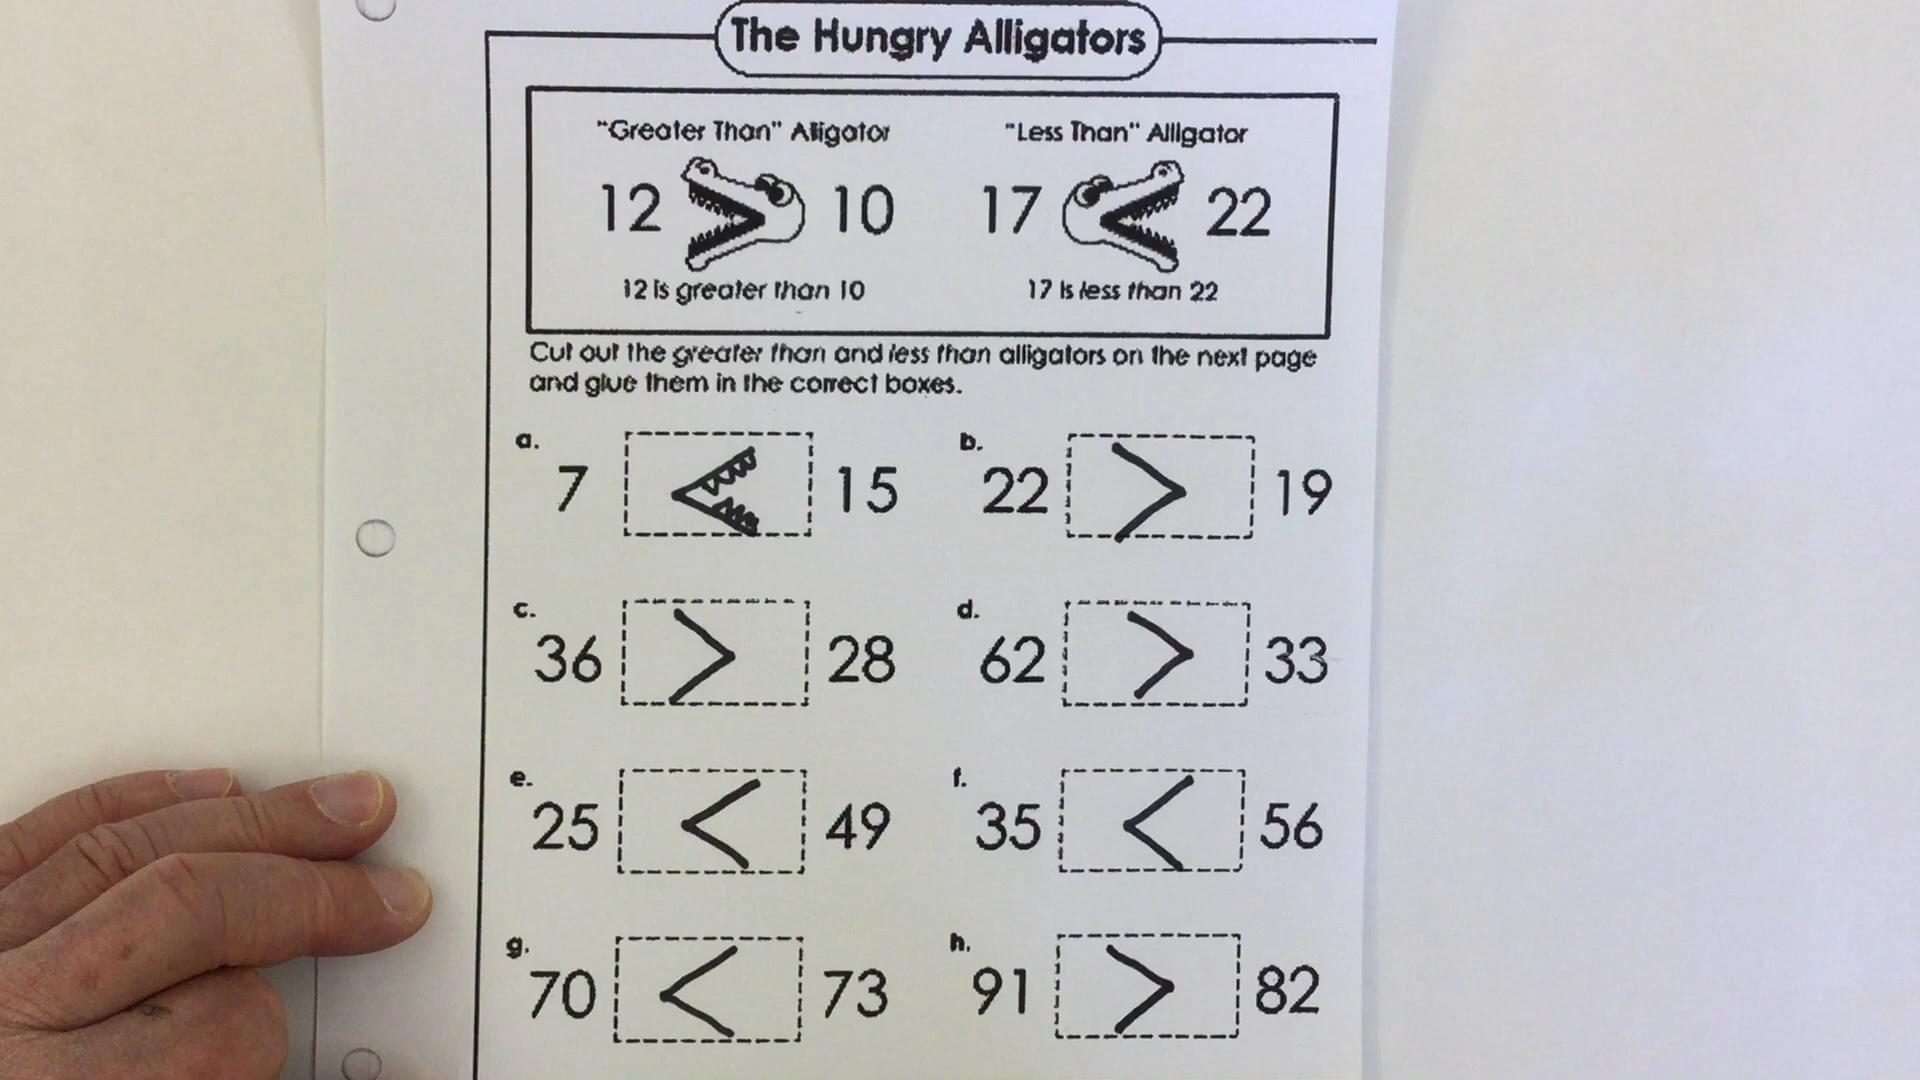 The Hungry Alligators
"Greater Than" Alligator "Less Than" Alligator
12 10 17 22
12 is greater than 10 17 is less than 22
Cut out the greater than and less than alligators on the next page
and glue them in the correct boxes.
a. 7 < 15 b. 22 > 19
c. 36 > 28 d. 62 > 33
e. 25 < 49 f. 35 < 56
g. 70 < 73 h. 91 > 82